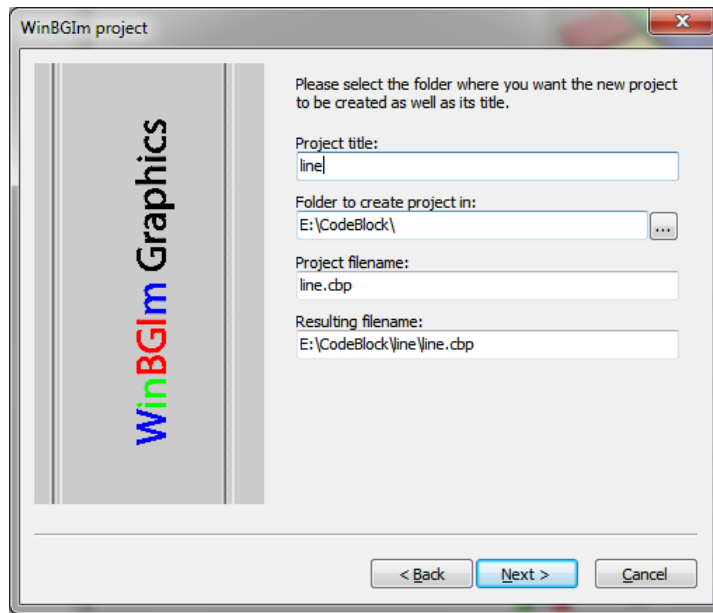 WinBGIm project
WinBGIm Graphics
Please select the folder where you want the new project
to be created as well as its title.
Project title:
line
Folder to create project in:
E:\CodeBlock\
...
Project filename:
line.cbp
Resulting filename:
E:\CodeBlock\line\line.cbp
< Back
Next >
Cancel